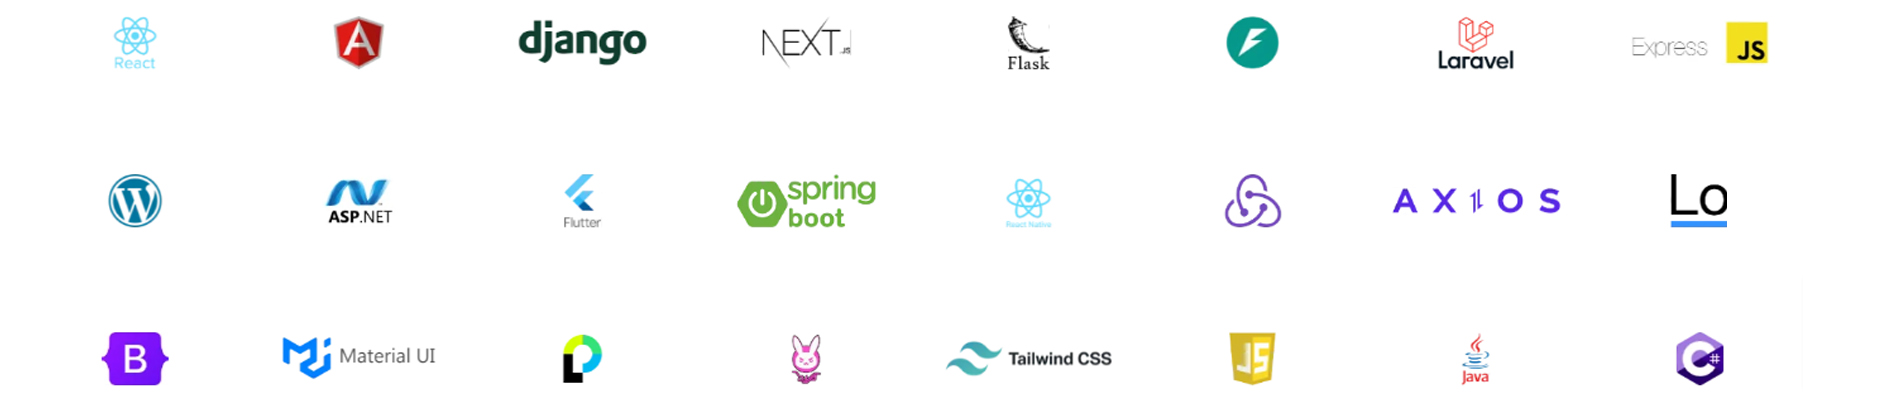 React
A
django
NEXT.JS
Flask
Laravel
Express
JS
W
ASP.NET
Flutter
spring
boot
React Native
AXIOS
Lo
B
Material UI
Tailwind CSS
JS
Java
C#